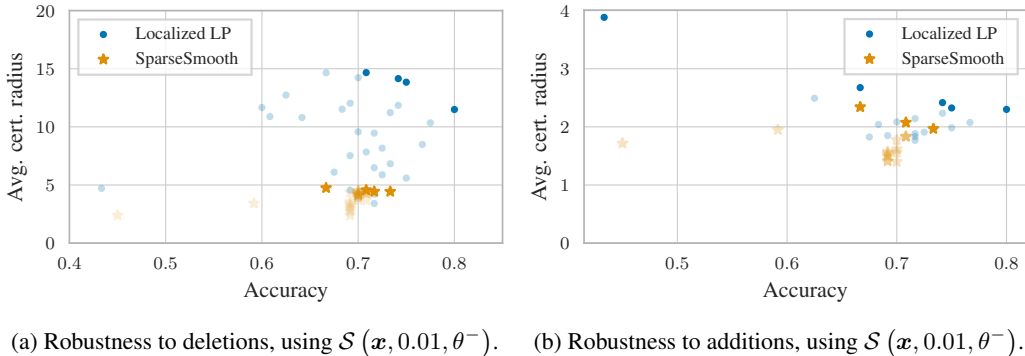 20
15
10
5
0
Avg. cert. radius
Localized LP
SparseSmooth
0.4
0.5
0.6
0.7
0.8
Accuracy
4
3
2
1
0
Avg. cert. radius
Localized LP
SparseSmooth
0.5
0.6
0.7
0.8
Accuracy
(a) Robustness to deletions, using 𝒮 (𝒙, 0.01, θ⁻).
(b) Robustness to additions, using 𝒮 (𝒙, 0.01, θ⁻).